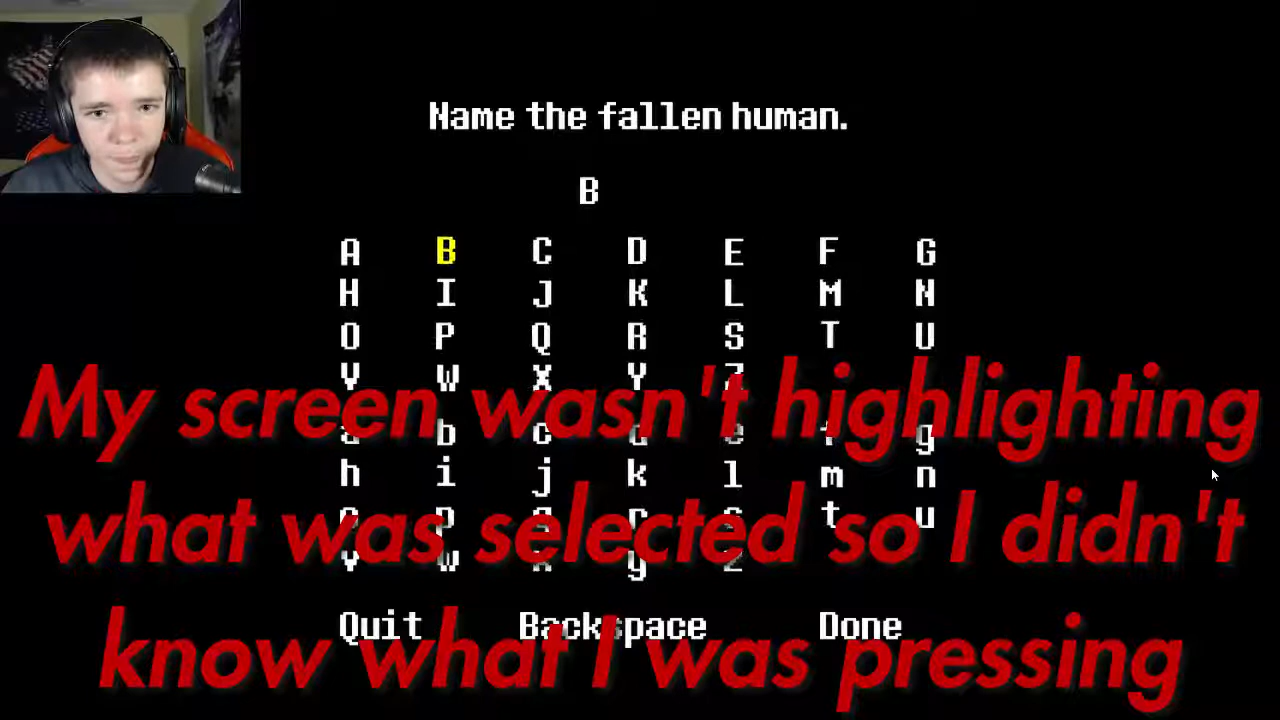 Name the fallen human.
B
A B C D E F G
H I J K L M N
O P Q R S T U
V W X Y Z
My screen wasn't highlighting
a b c d e f g
h i j k l m n
what was selected so I didn't
o p q r s t u
v w x y z
Quit Backspace Done
know what I was pressing